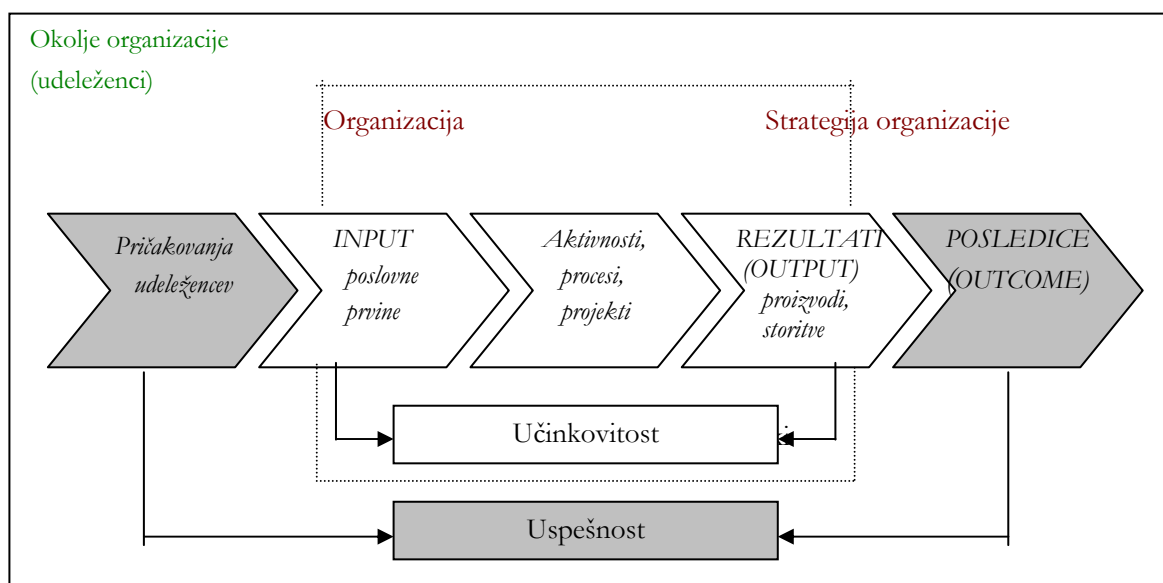 Okolje organizacije
(udeleženci)
Organizacija
Strategija organizacije
Pričakovanja
udeležencev
INPUT
poslovne
prvine
Aktivnosti,
procesi,
projekti
REZULTATI
(OUTPUT)
proizvodi,
storitve
POSLEDICE
(OUTCOME)
Učinkovitost
Uspešnost